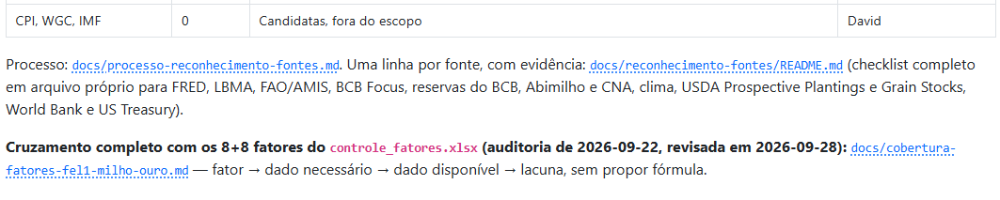 CPI, WGC, IMF 0 Candidatas, fora do escopo David
Processo: docs/processo-reconhecimento-fontes.md. Uma linha por fonte, com evidência: docs/reconhecimento-fontes/README.md (checklist completo
em arquivo próprio para FRED, LBMA, FAO/AMIS, BCB Focus, reservas do BCB, Abimilho e CNA, clima, USDA Prospective Plantings e Grain Stocks,
World Bank e US Treasury).
Cruzamento completo com os 8+8 fatores do controle_fatores.xlsx (auditoria de 2026-09-22, revisada em 2026-09-28): docs/cobertura-
fatores-fel1-milho-ouro.md — fator → dado necessário → dado disponível → lacuna, sem propor fórmula.